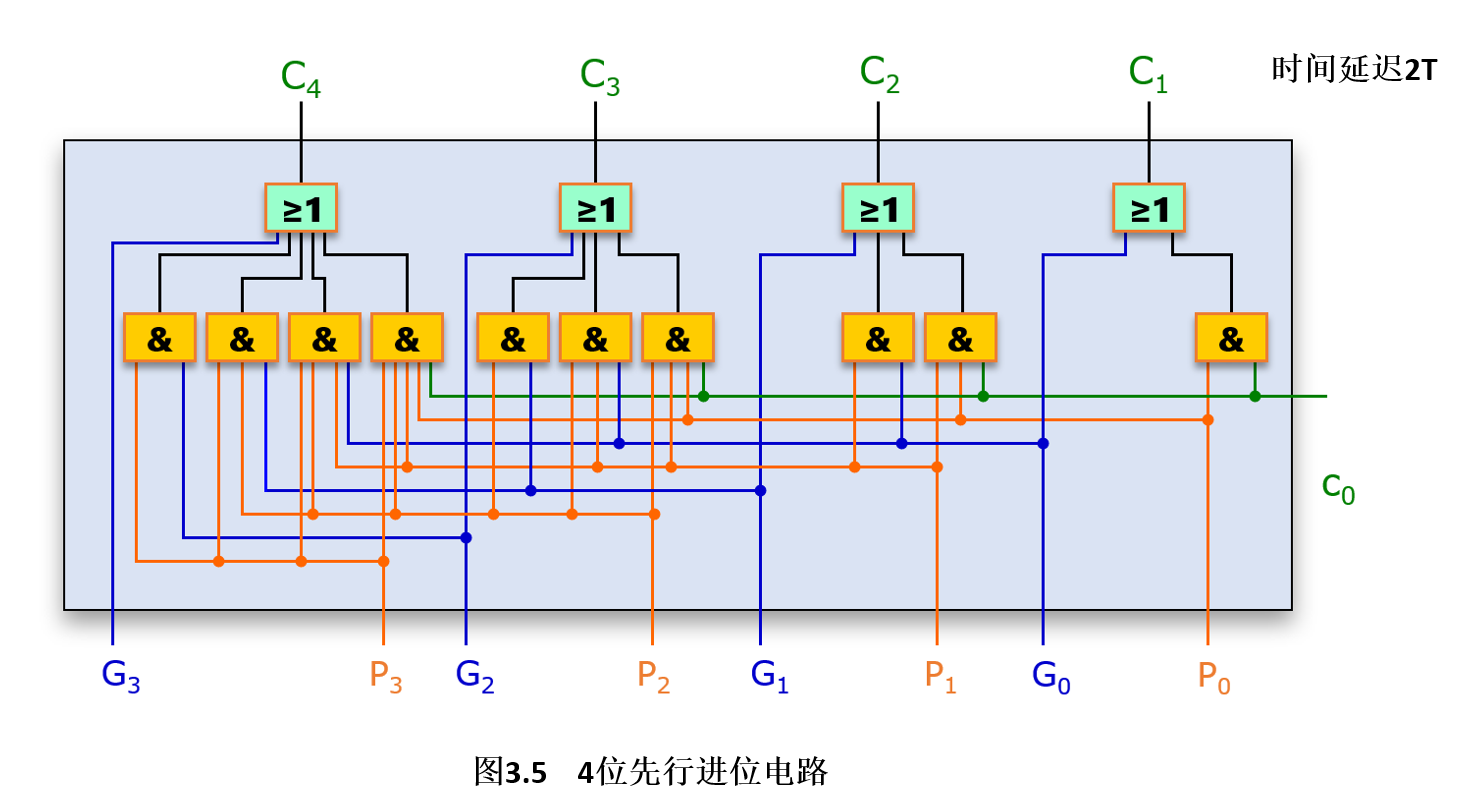 C₄ C₃ C₂ C₁ 时间延迟2T
≥1 ≥1 ≥1 ≥1
& & & & & & & & & &
c₀
G₃ P₃ G₂ P₂ G₁ P₁ G₀ P₀
图3.5 4位先行进位电路